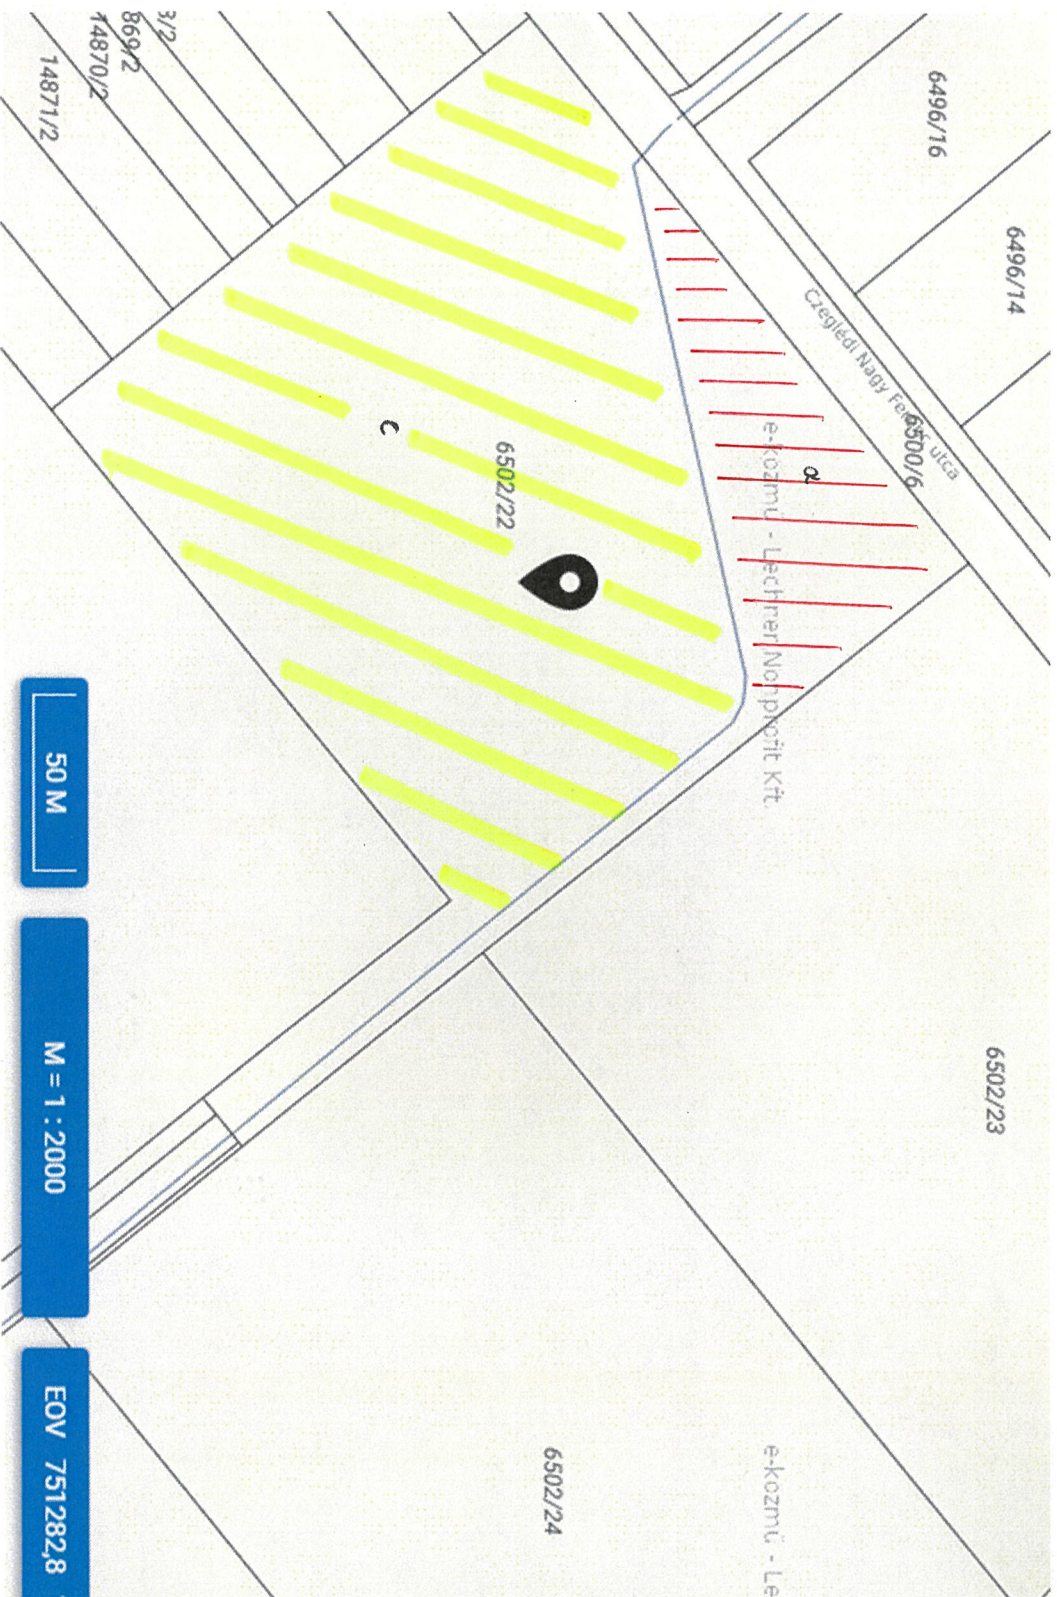 3/2
869/2
14870/2
14871/2
6496/16
6496/14
Czeglédi Nagy Ferenc utca
6500/6
a
e-közmű - Lechner Nonprofit Kft.
c
6502/22
6502/23
6502/24
e-közmű - Le
50 M
M = 1 : 2000
EOV 751282,8